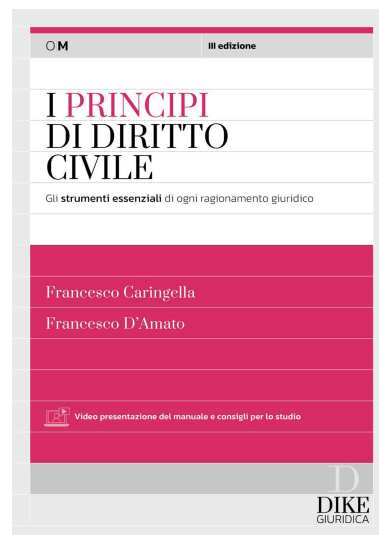 OM
III edizione
I PRINCIPI
DI DIRITTO
CIVILE
Gli strumenti essenziali di ogni ragionamento giuridico
Francesco Caringella
Francesco D'Amato
Video presentazione del manuale e consigli per lo studio
D
DIKE
GIURIDICA